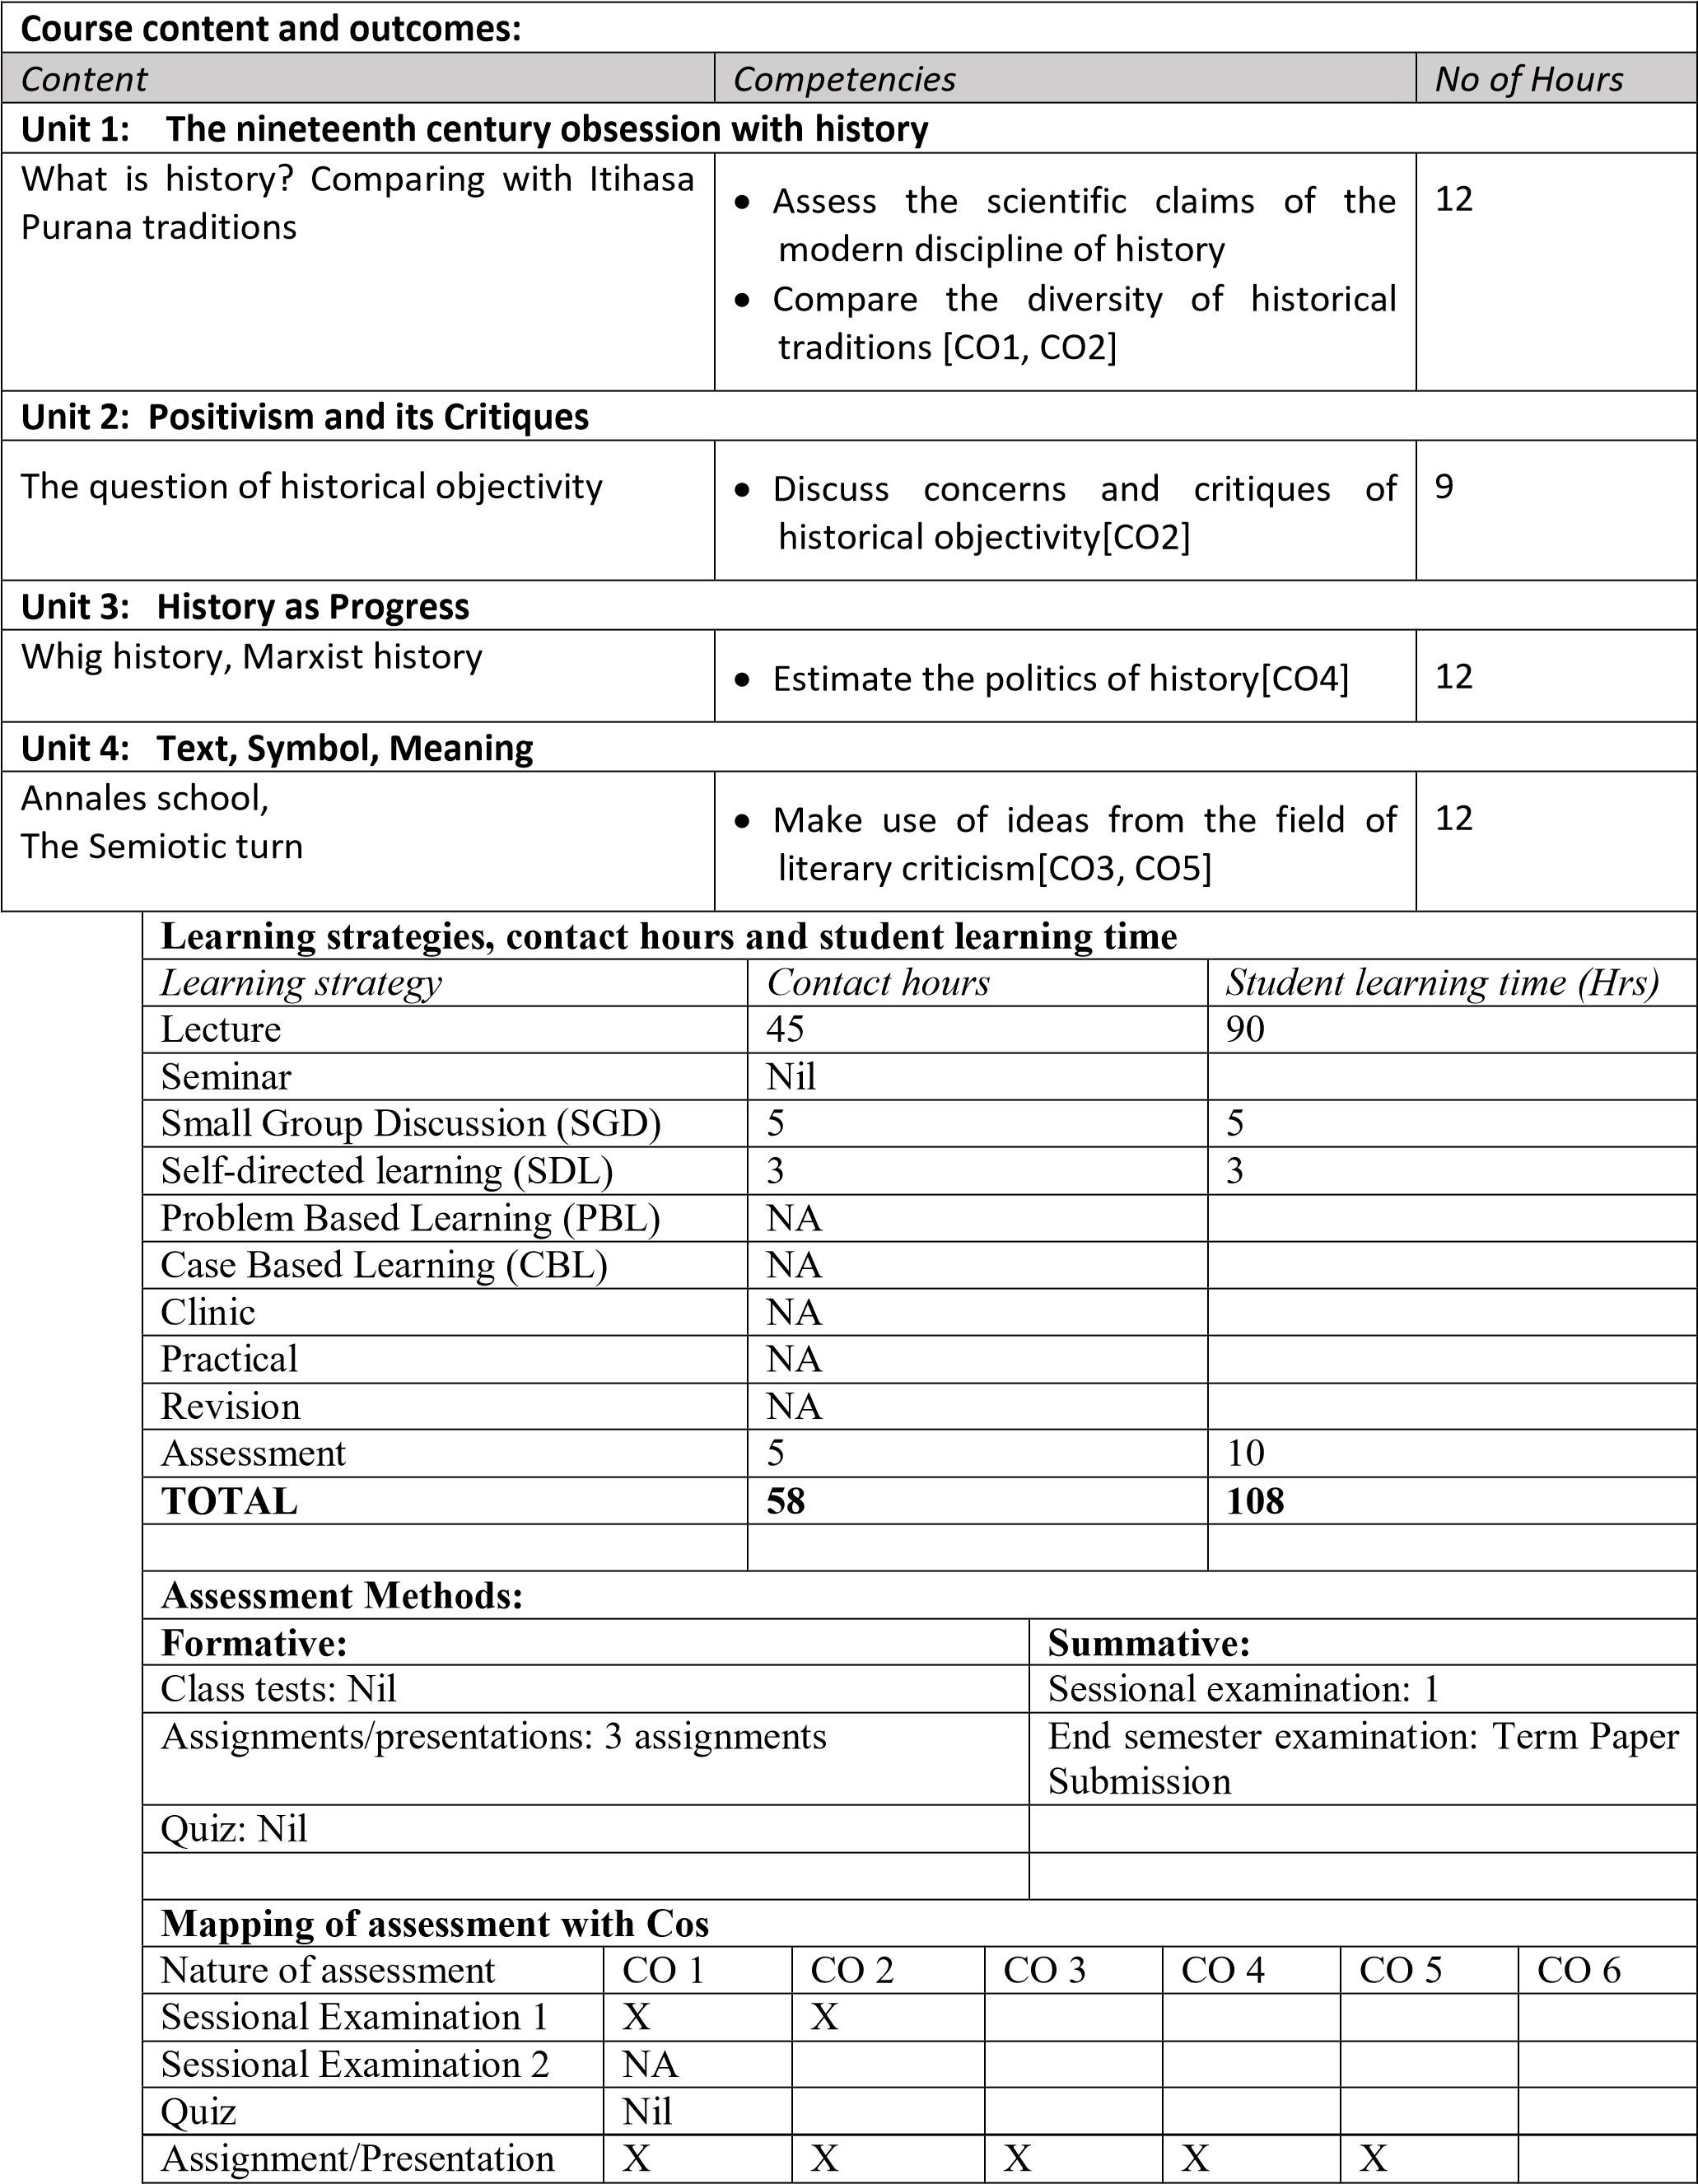 Course content and outcomes:
Content Competencies No of Hours
Unit 1: The nineteenth century obsession with history
What is history? Comparing with Itihasa
Purana traditions
• Assess the scientific claims of the
modern discipline of history
• Compare the diversity of historical
traditions [CO1, CO2]
12
Unit 2: Positivism and its Critiques
The question of historical objectivity
• Discuss concerns and critiques of
historical objectivity[CO2]
9
Unit 3: History as Progress
Whig history, Marxist history
• Estimate the politics of history[CO4]
12
Unit 4: Text, Symbol, Meaning
Annales school,
The Semiotic turn
• Make use of ideas from the field of
literary criticism[CO3, CO5]
12
Learning strategies, contact hours and student learning time
Learning strategy Contact hours Student learning time (Hrs)
Lecture 45 90
Seminar Nil
Small Group Discussion (SGD) 5 5
Self-directed learning (SDL) 3 3
Problem Based Learning (PBL) NA
Case Based Learning (CBL) NA
Clinic NA
Practical NA
Revision NA
Assessment 5 10
TOTAL 58 108
Assessment Methods:
Formative: Summative:
Class tests: Nil Sessional examination: 1
Assignments/presentations: 3 assignments End semester examination: Term Paper
Submission
Quiz: Nil
Mapping of assessment with Cos
Nature of assessment CO 1 CO 2 CO 3 CO 4 CO 5 CO 6
Sessional Examination 1 X X
Sessional Examination 2 NA
Quiz Nil
Assignment/Presentation X X X X X